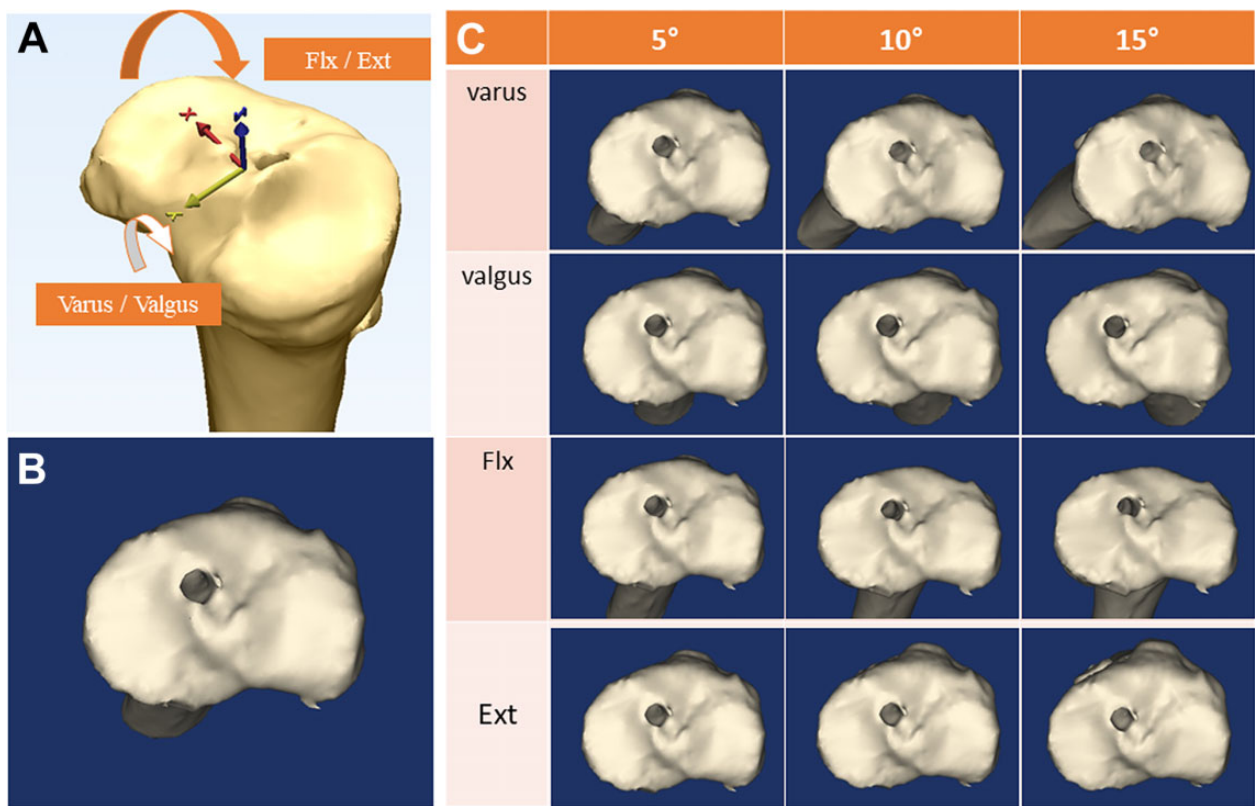 A
Flx / Ext
X
Z
Y
Varus / Valgus
B
C
5°
10°
15°
varus
valgus
Flx
Ext